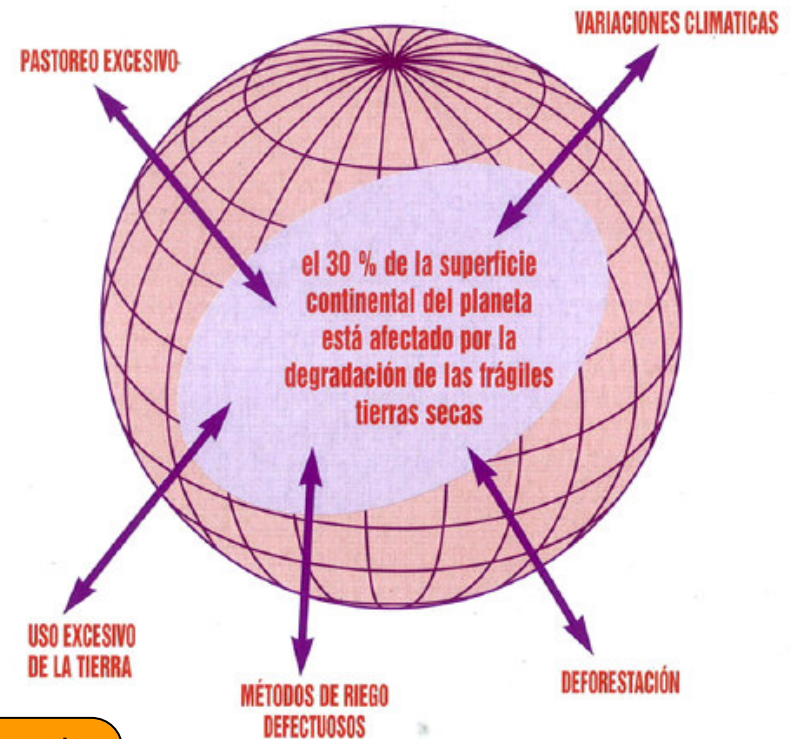 VARIACIONES CLIMATICAS
PASTOREO EXCESIVO
el 30 % de la superficie
continental del planeta
está afectado por la
degradación de las frágiles
tierras secas
USO EXCESIVO
DE LA TIERRA
MÉTODOS DE RIEGO
DEFECTUOSOS
DEFORESTACIÓN